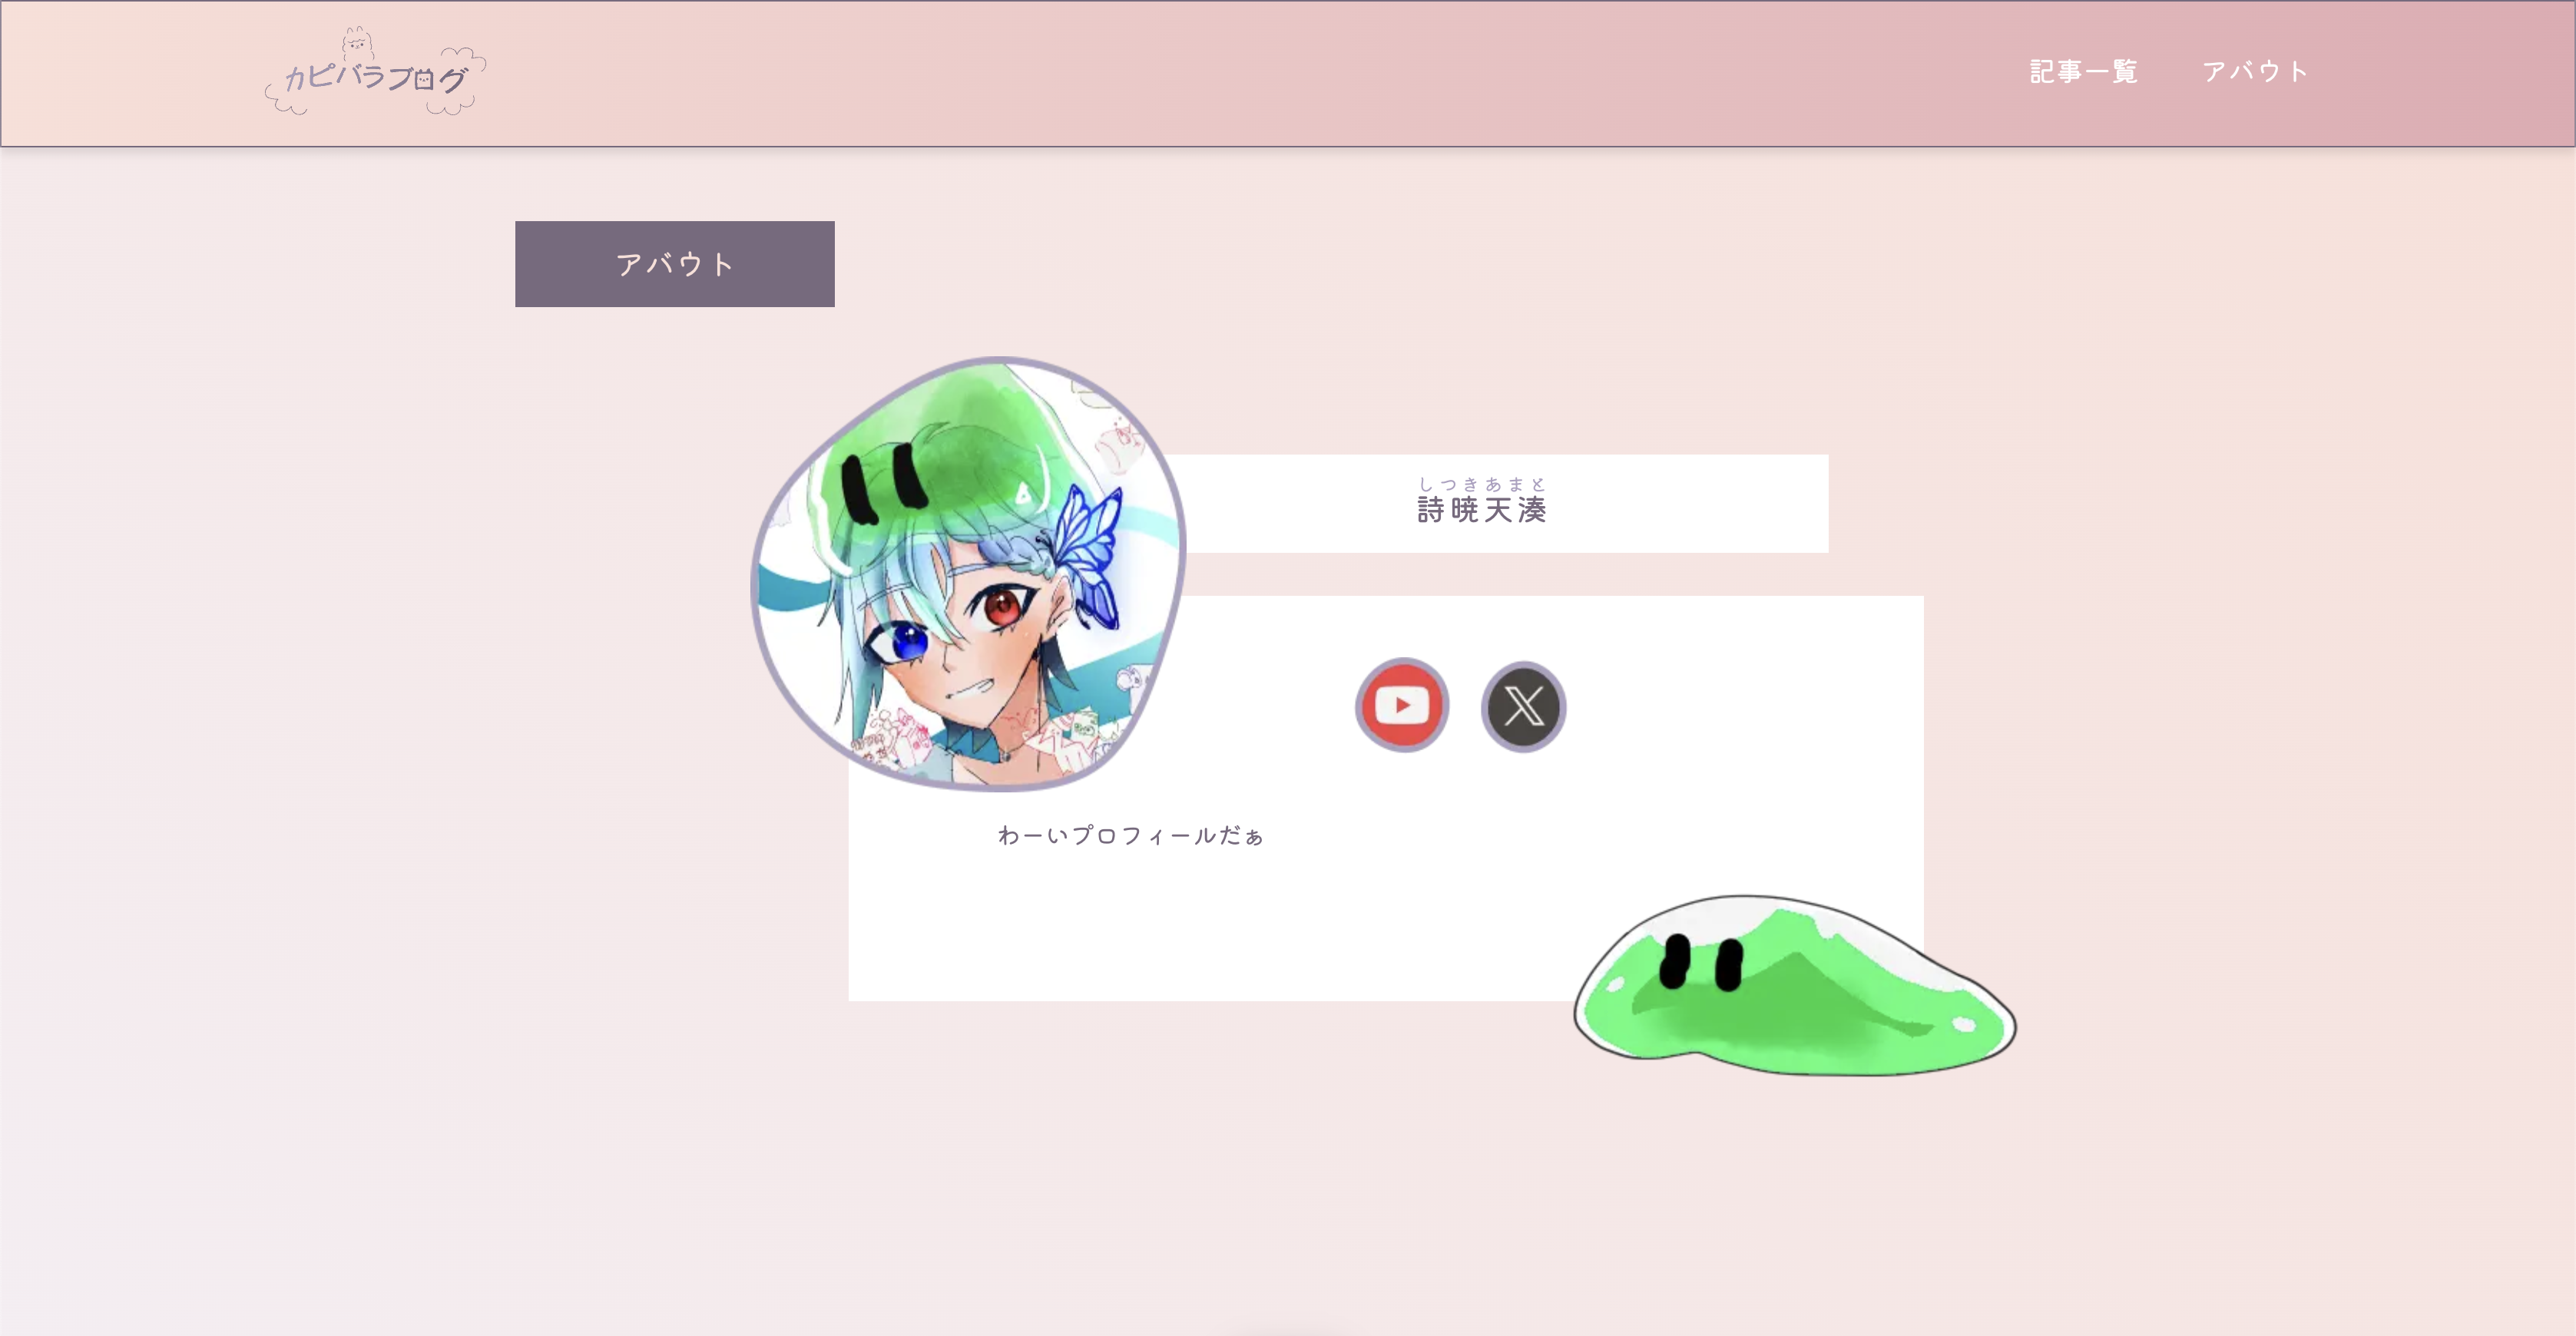 カピバラブログ
記事一覧 アバウト
アバウト
しつきあまと
詩暁天湊
わーいプロフィールだぁ